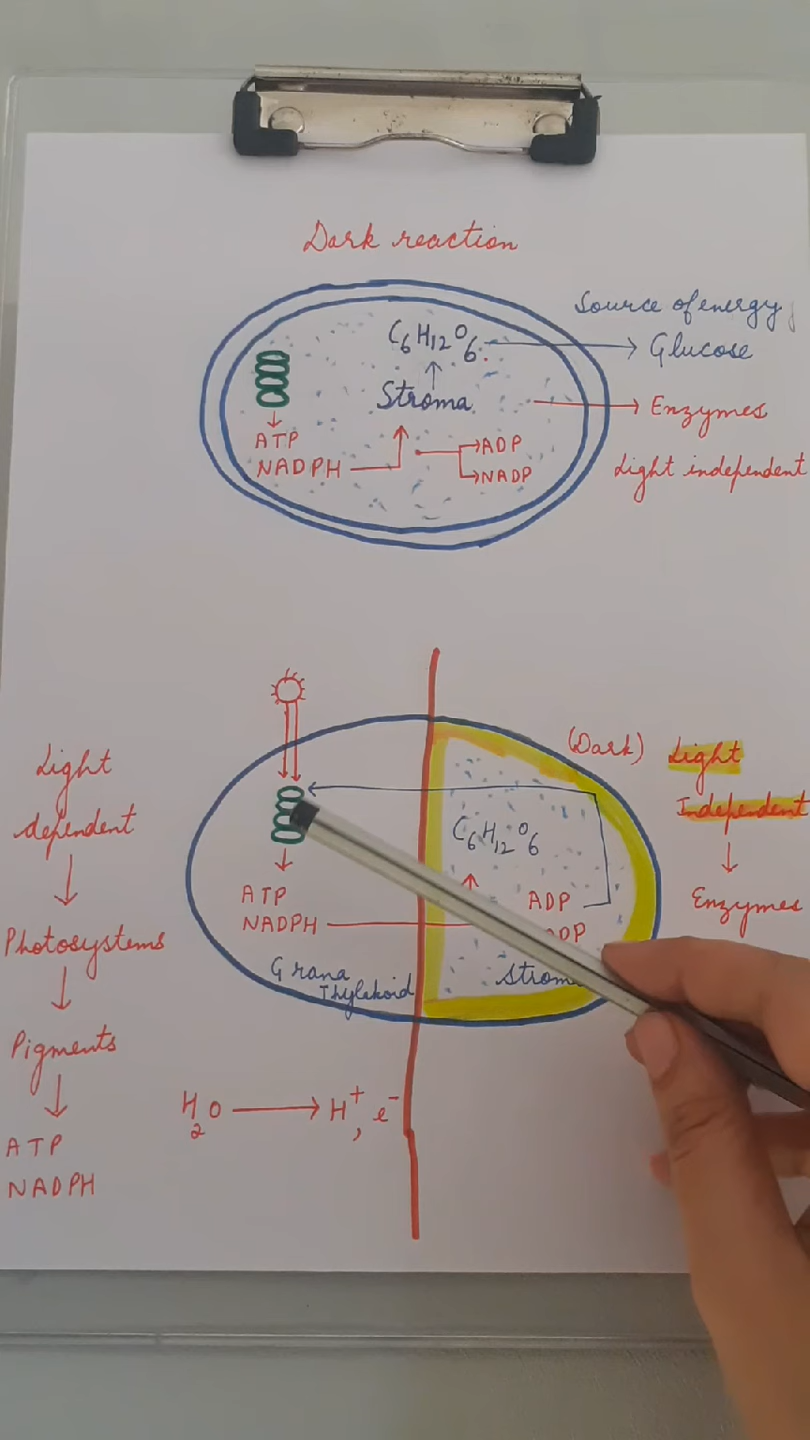 Dark reaction
Source of energy
C6H12O6
Glucose
Stroma
Enzymes
ATP
ADP
NADPH
NADP
Light independent
(Dark) Light
Independent
Enzymes
Light
dependent
Photosystems
Pigments
ATP
NADPH
C6H12O6
ATP
ADP
NADPH
Grana
Thylakoid
H2O H+, e-